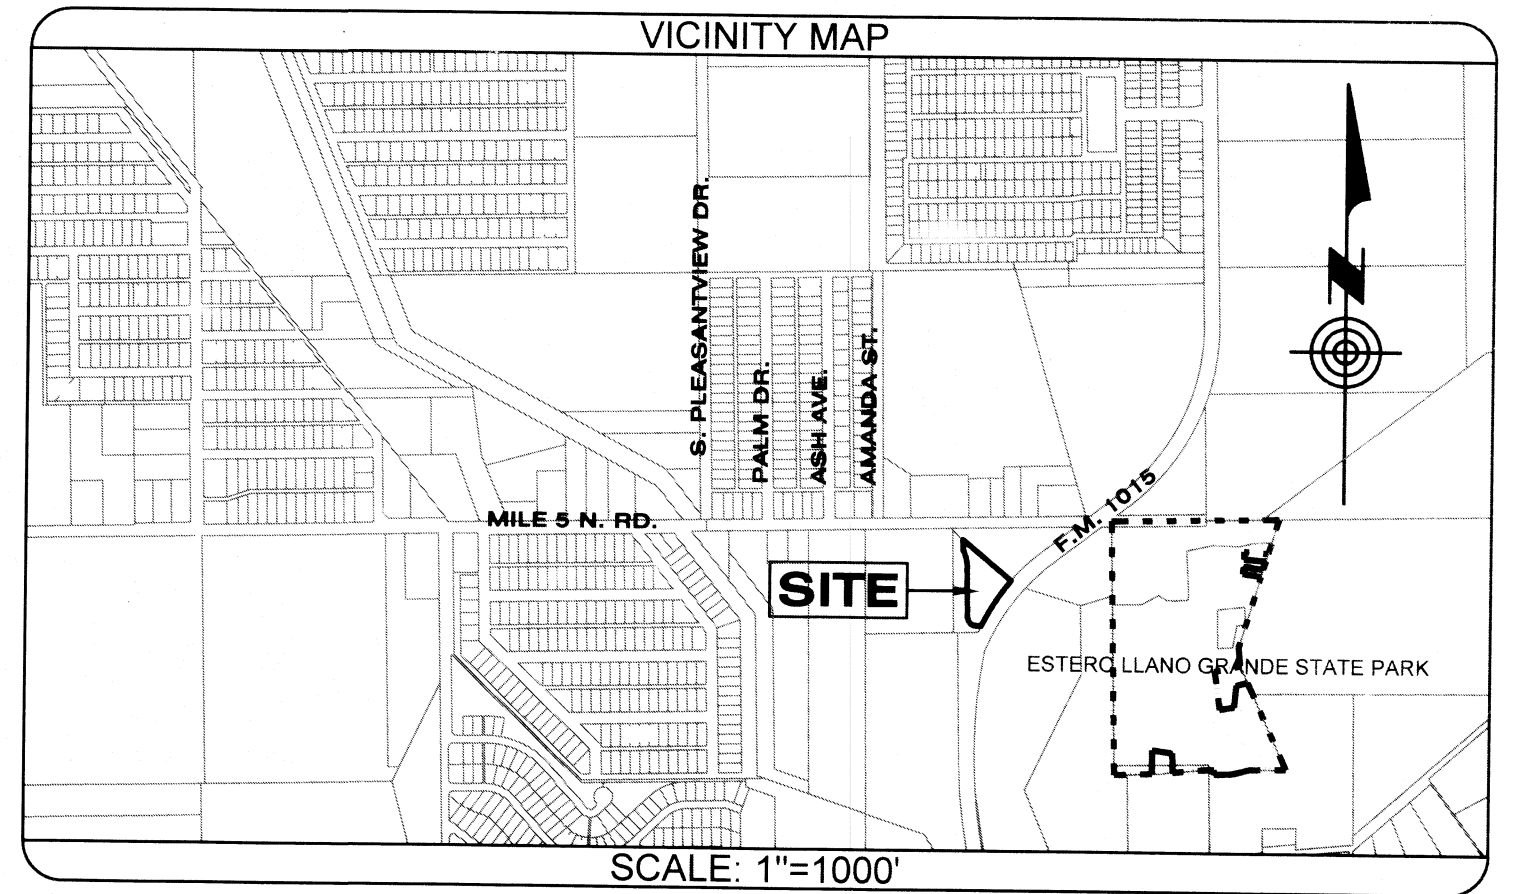 VICINITY MAP
S. PLEASANTVIEW DR.
PALM DR.
ASH AVE.
AMANDA ST.
N
F.M. 1015
MILE 5 N. RD.
SITE
ESTERO LLANO GRANDE STATE PARK
SCALE: 1"=1000'